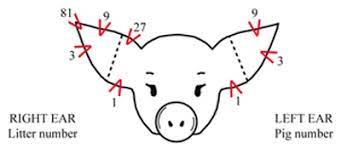 81 9 27 9
3 3
1 1
RIGHT EAR LEFT EAR
Litter number Pig number